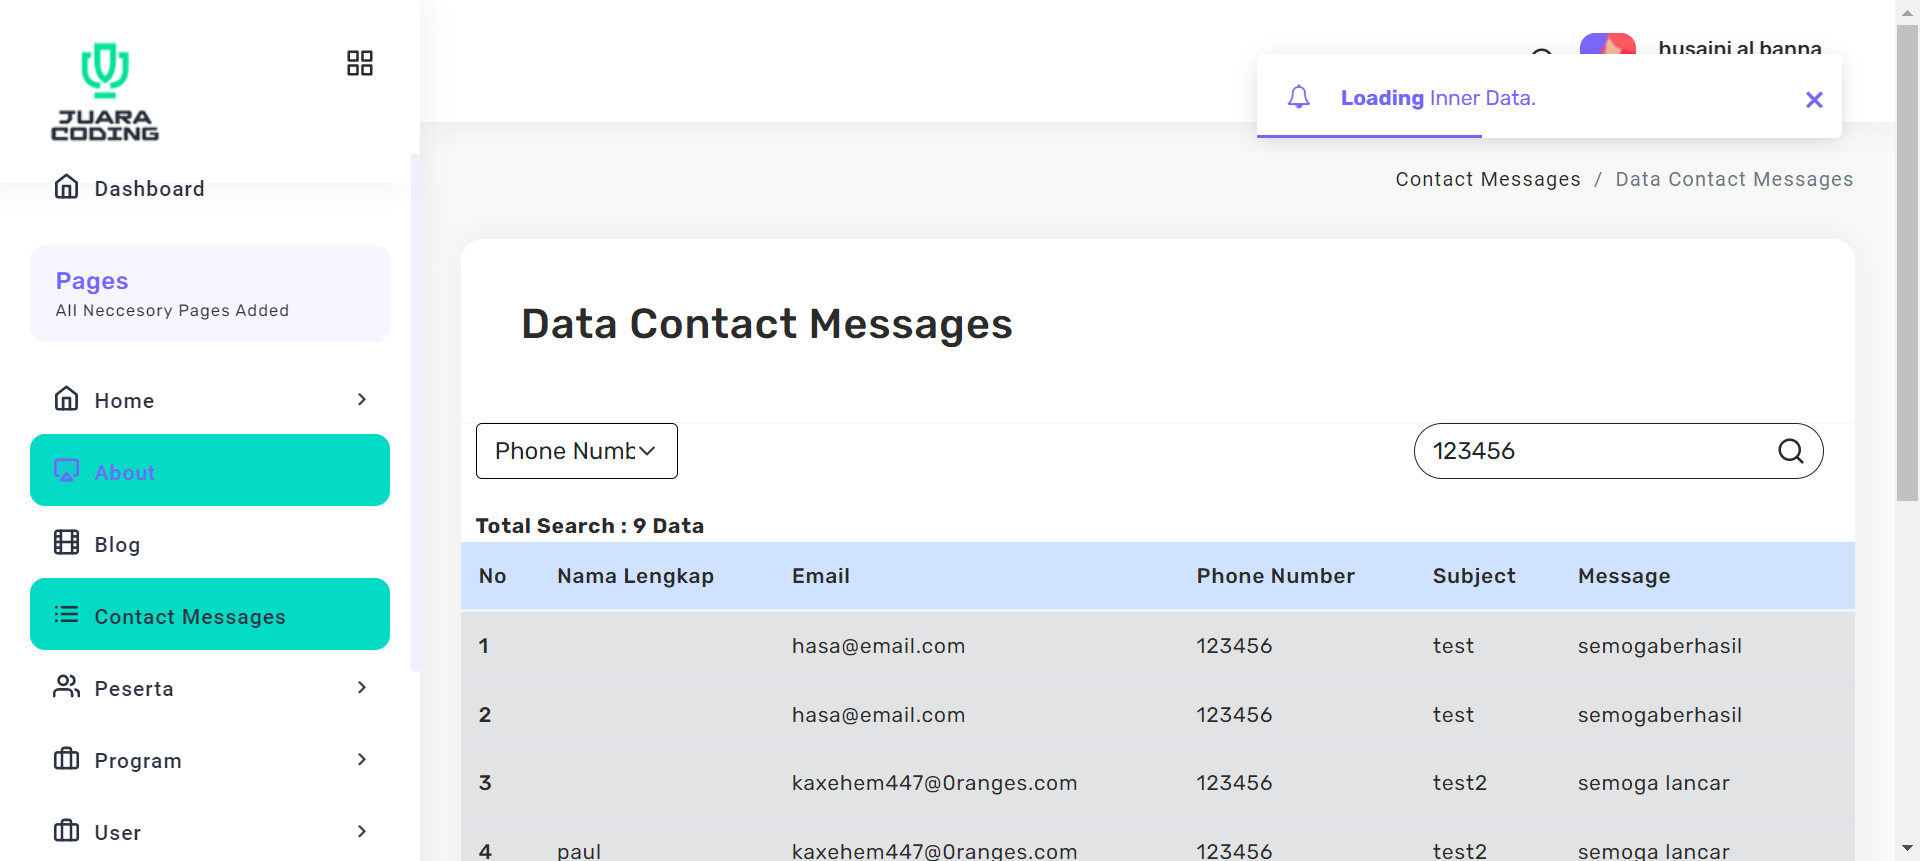 JUARA
CODING
husaini al banna
Loading Inner Data.
Contact Messages / Data Contact Messages
Dashboard
Pages
All Neccesory Pages Added
Home
About
Blog
Contact Messages
Peserta
Program
User
Data Contact Messages
Phone Numb
123456
Total Search : 9 Data
No Nama Lengkap Email Phone Number Subject Message
1 hasa@email.com 123456 test semogaberhasil
2 hasa@email.com 123456 test semogaberhasil
3 kaxehem447@0ranges.com 123456 test2 semoga lancar
4 paul kaxehem447@0ranges.com 123456 test2 semoga lancar